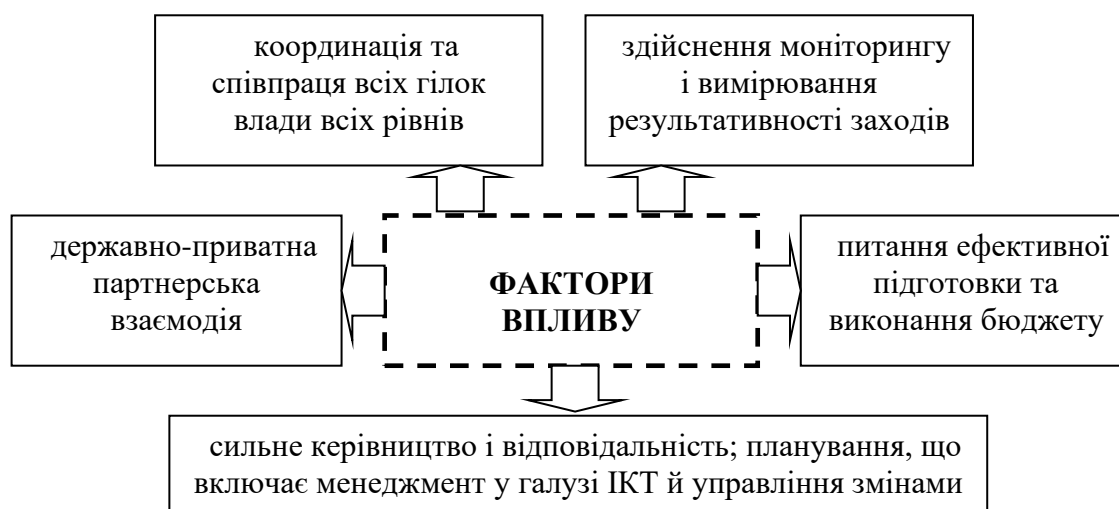 координація та
співпраця всіх гілок
влади всіх рівнів
здійснення моніторингу
і вимірювання
результативності заходів
державно-приватна
партнерська
взаємодія
ФАКТОРИ
ВПЛИВУ
питання ефективної
підготовки та
виконання бюджету
сильне керівництво і відповідальність; планування, що
включає менеджмент у галузі ІКТ й управління змінами